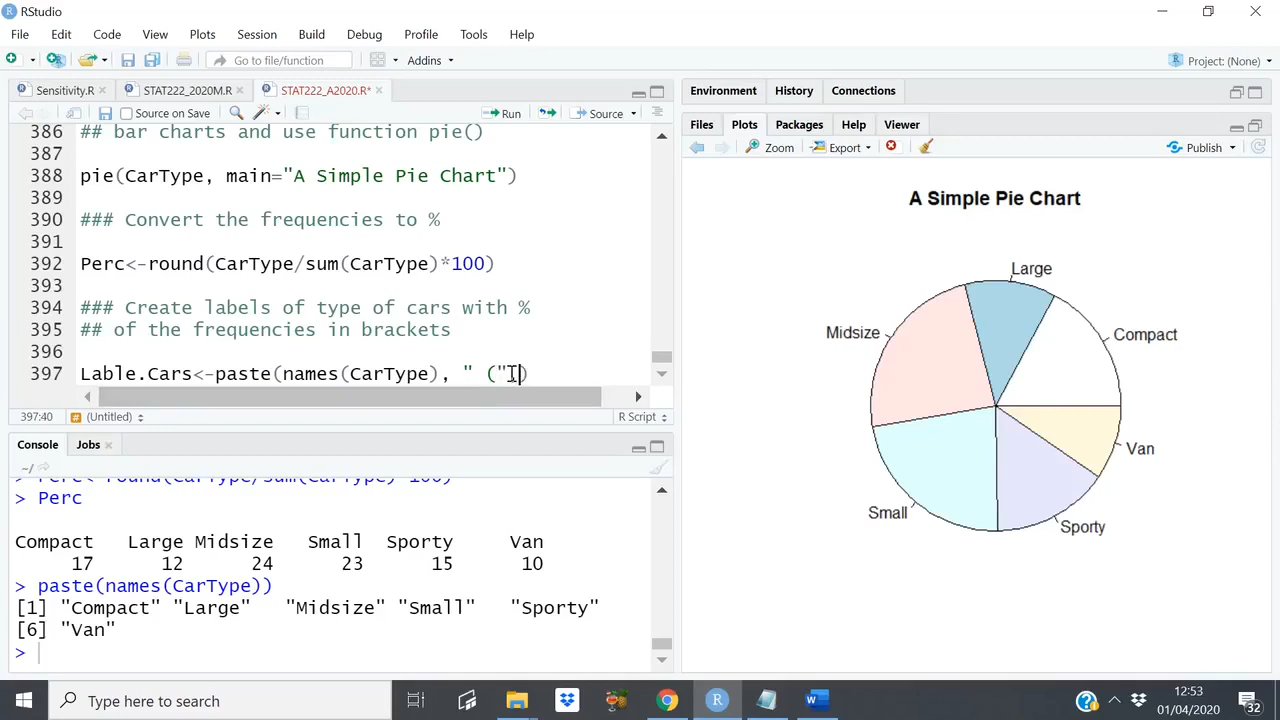 RStudio
File Edit Code View Plots Session Build Debug Profile Tools Help
Go to file/function Addins Project: (None)
Sensitivity.R STAT222_2020M.R STAT222_A2020.R*
Source on Save Run Source
386 ## bar charts and use function pie()
387
388 pie(CarType, main="A Simple Pie Chart")
389
390 ### Convert the frequencies to %
391
392 Perc<-round(CarType/sum(CarType)*100)
393
394 ### Create labels of type of cars with %
395 ## of the frequencies in brackets
396
397 Lable.Cars<-paste(names(CarType), " (",)
397:40 (Untitled) R Script
Console Jobs
~/
> Perc<-round(CarType/sum(CarType)*100)
> Perc
Compact Large Midsize Small Sporty Van
17 12 24 23 15 10
> paste(names(CarType))
[1] "Compact" "Large" "Midsize" "Small" "Sporty"
[6] "Van"
>
Environment History Connections
Files Plots Packages Help Viewer
Zoom Export Publish
A Simple Pie Chart
Large
Midsize
Compact
Van
Small
Sporty
Type here to search
12:53
01/04/2020
32